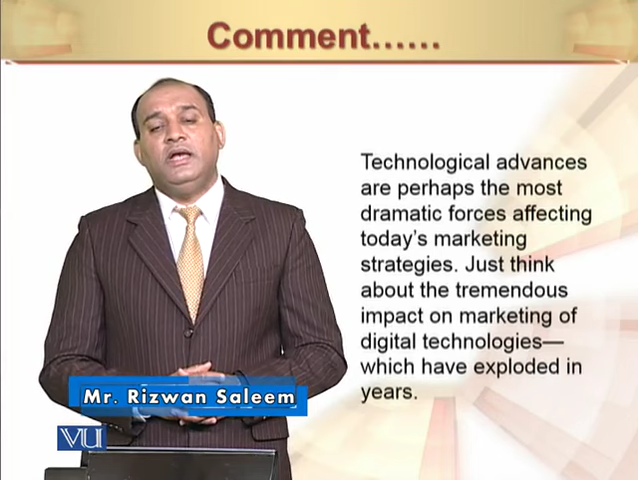 Comment......
Technological advances
are perhaps the most
dramatic forces affecting
today's marketing
strategies. Just think
about the tremendous
impact on marketing of
digital technologies—
which have exploded in
years.
Mr. Rizwan Saleem
VU